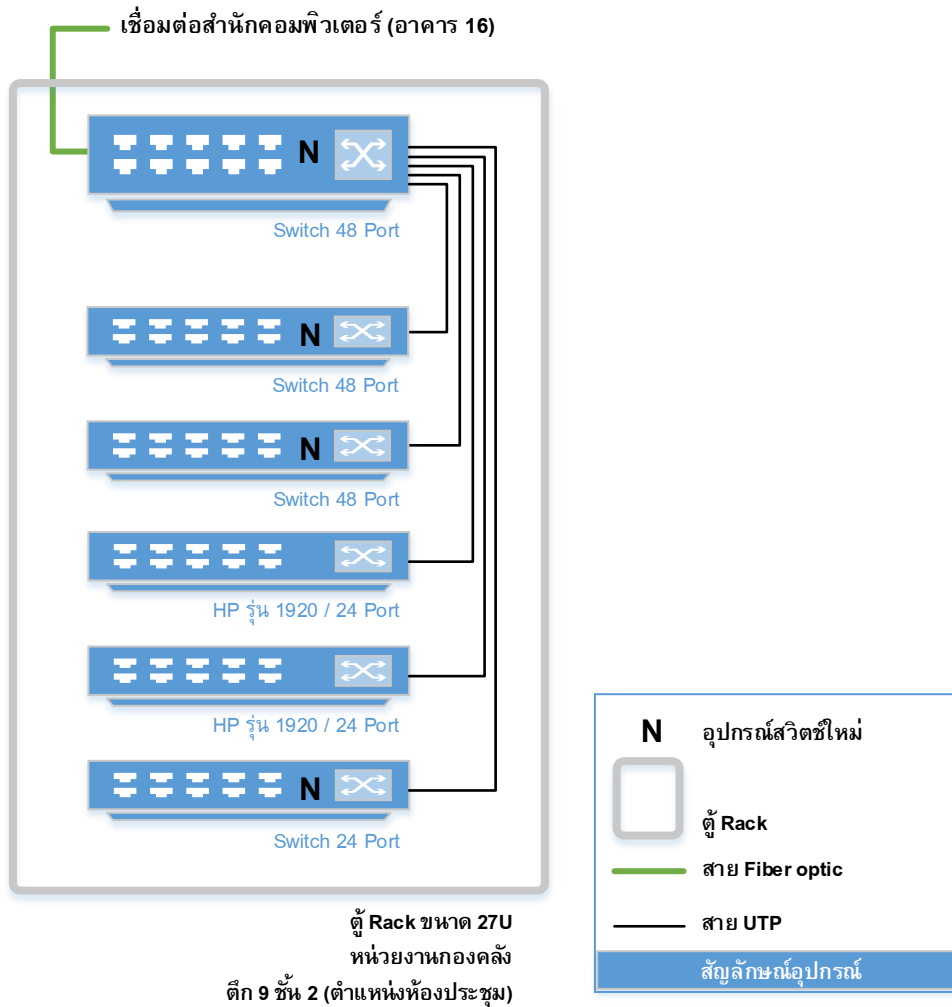 เชื่อมต่อสำนักคอมพิวเตอร์ (อาคาร 16)
N
Switch 48 Port
N
Switch 48 Port
N
Switch 48 Port
HP รุ่น 1920 / 24 Port
HP รุ่น 1920 / 24 Port
N
Switch 24 Port
ตู้ Rack ขนาด 27U
หน่วยงานกองคลัง
ตึก 9 ชั้น 2 (ตำแหน่งห้องประชุม)
N อุปกรณ์สวิตช์ใหม่
ตู้ Rack
สาย Fiber optic
สาย UTP
สัญลักษณ์อุปกรณ์